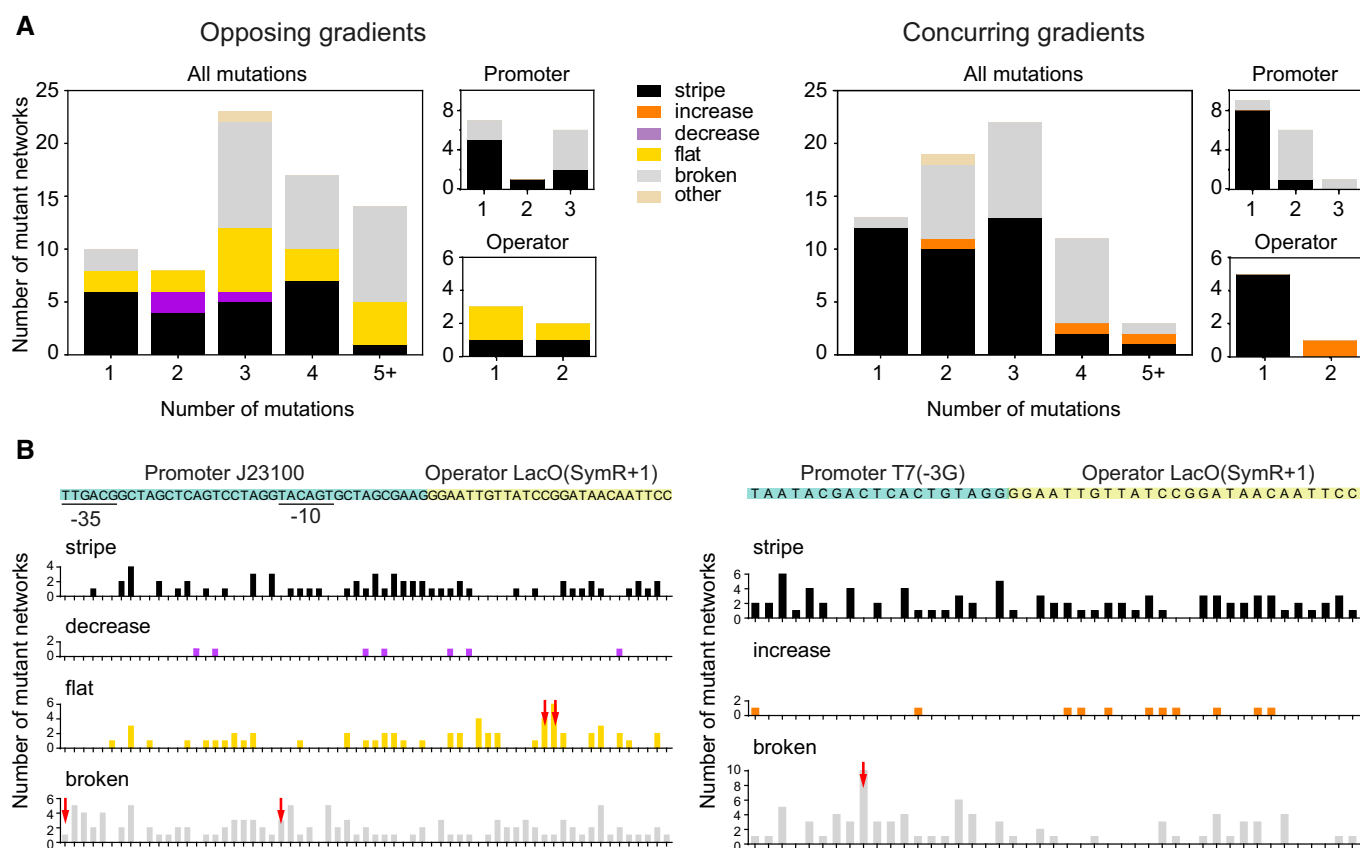 A
Opposing gradients
Concurring gradients
All mutations
Promoter
stripe
increase
decrease
flat
broken
other
All mutations
Promoter
Number of mutant networks
25
20
15
10
5
0
1 2 3 4 5+
Number of mutations
8
4
0
1 2 3
Operator
6
4
2
0
1 2
Number of mutations
25
20
15
10
5
0
1 2 3 4 5+
Number of mutations
8
4
0
1 2 3
Operator
6
4
2
0
1 2
B
Promoter J23100
Operator LacO(SymR+1)
TTGACGGCTAGCTCAGTCCTAGGTACAGTGCTAGCGAAGGGAATTGTTATCCGGATAACAATTCC
-35
-10
Number of mutant networks
stripe
4
2
0
decrease
2
0
flat
6
4
2
0
broken
6
4
2
0
Promoter T7(-3G)
Operator LacO(SymR+1)
TAATACGACTCACTGTAGGGGAATTGTTATCCGGATAACAATTCC
Number of mutant networks
stripe
6
4
2
0
increase
2
0
broken
10
8
6
4
2
0